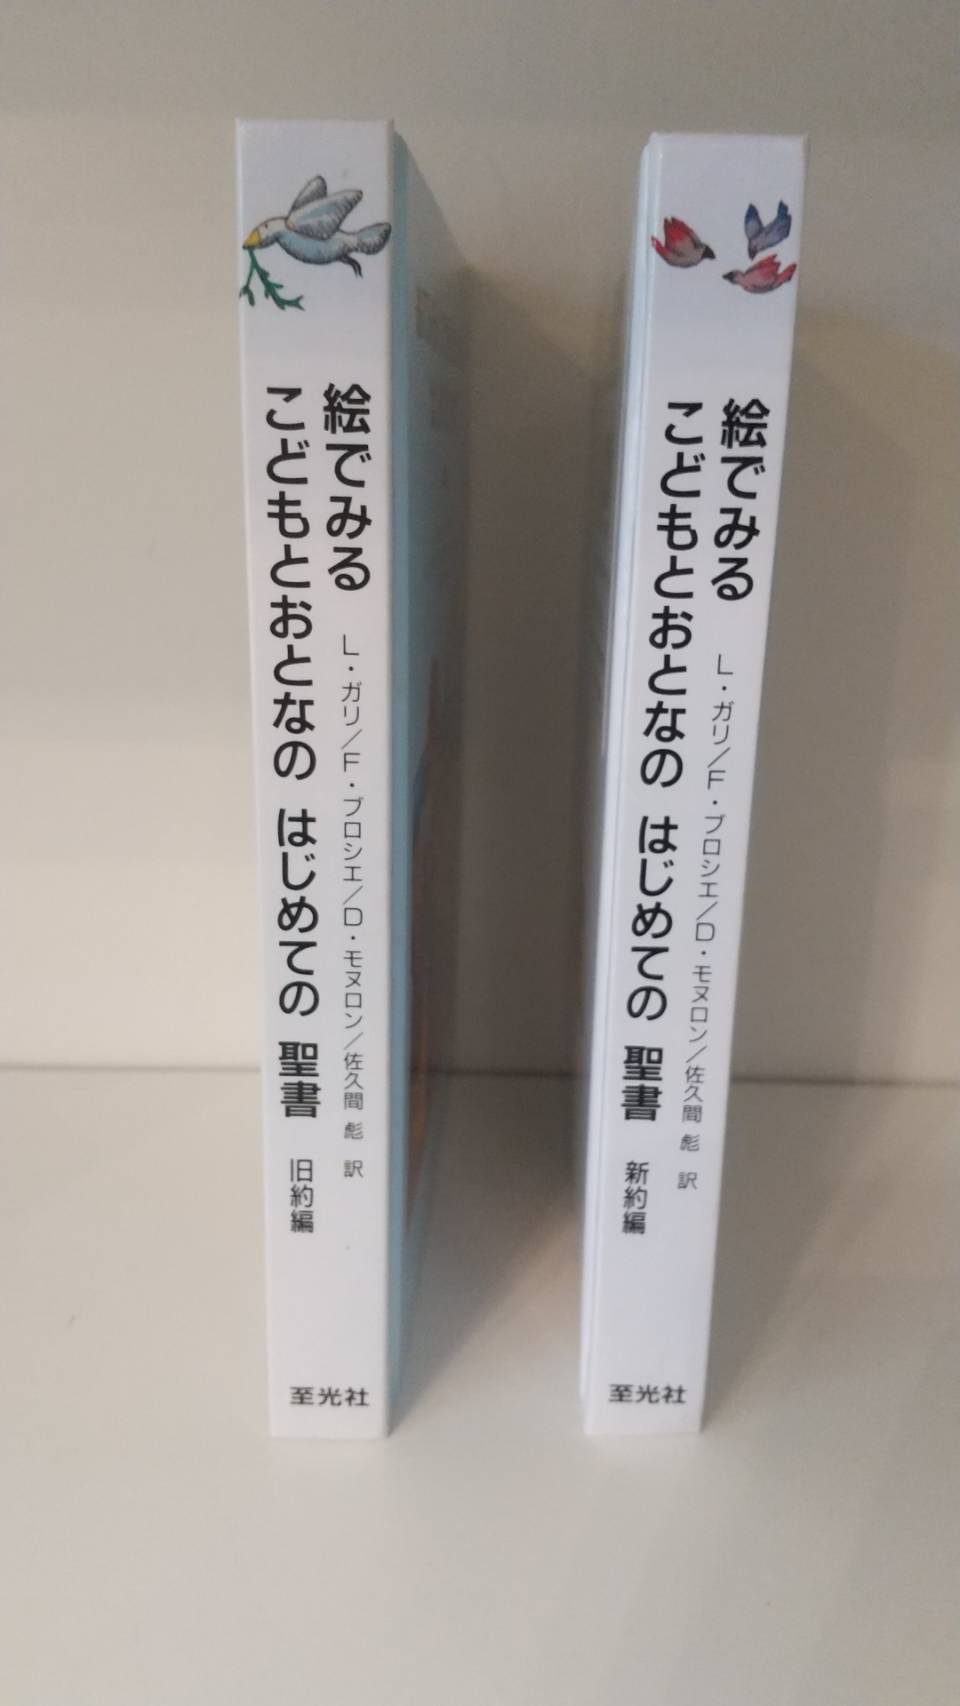 絵でみる
こどもとおとなの はじめての 聖書 旧約編
L・ガリ／F・ブロシエ／D・モヌロン／佐久間 彪 訳
至光社
絵でみる
こどもとおとなの はじめての 聖書 新約編
L・ガリ／F・ブロシエ／D・モヌロン／佐久間 彪 訳
至光社